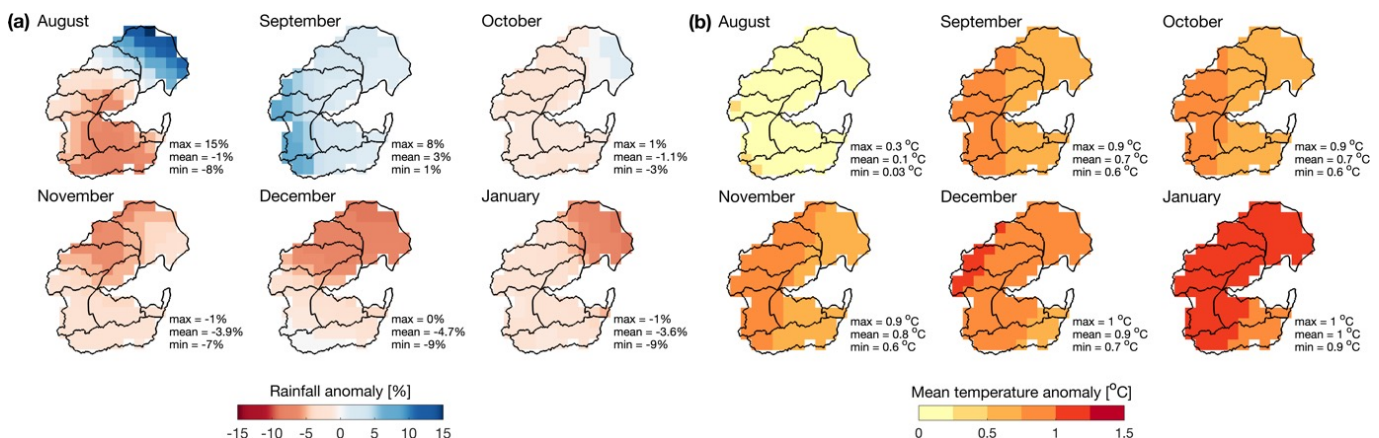 (a) August September October
max = 15%
mean = -1%
min = -8%
max = 8%
mean = 3%
min = 1%
max = 1%
mean = -1.1%
min = -3%
November December January
max = -1%
mean = -3.9%
min = -7%
max = 0%
mean = -4.7%
min = -9%
max = -1%
mean = -3.6%
min = -9%
Rainfall anomaly [%]
-15 -10 -5 0 5 10 15
(b) August September October
max = 0.3 °C
mean = 0.1 °C
min = 0.03 °C
max = 0.9 °C
mean = 0.7 °C
min = 0.6 °C
max = 0.9 °C
mean = 0.7 °C
min = 0.6 °C
November December January
max = 0.9 °C
mean = 0.8 °C
min = 0.6 °C
max = 1 °C
mean = 0.9 °C
min = 0.7 °C
max = 1 °C
mean = 1 °C
min = 0.9 °C
Mean temperature anomaly [°C]
0 0.5 1 1.5